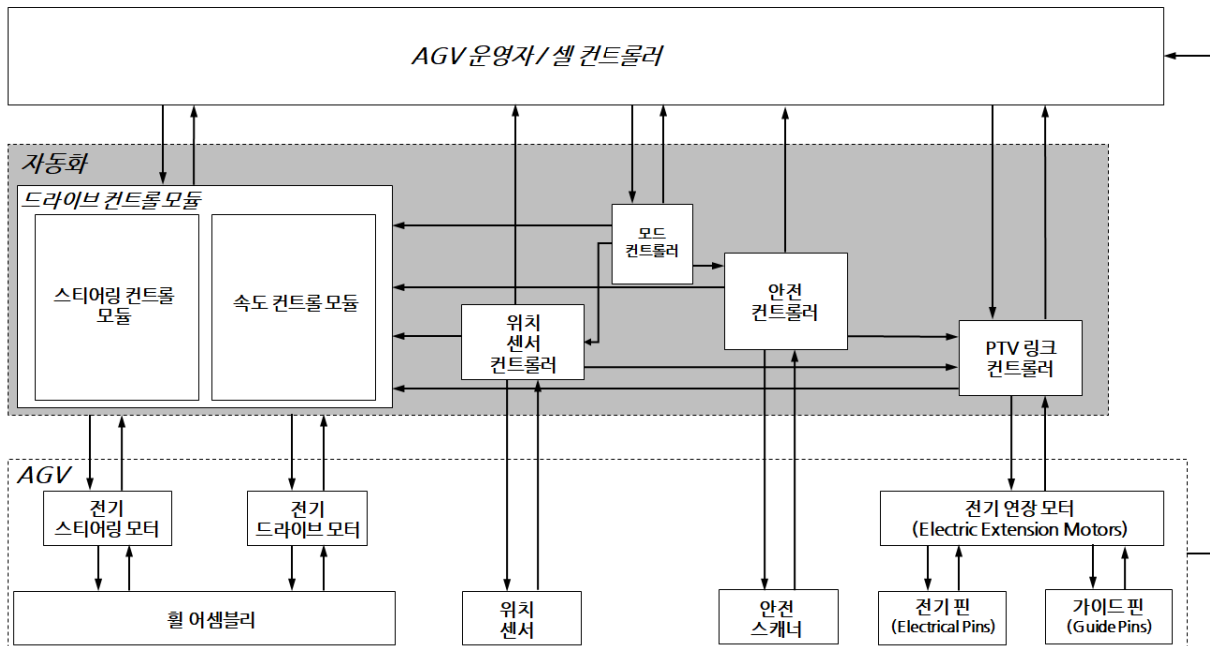 AGV 운영자 / 셀 컨트롤러
자동화
드라이브 컨트롤 모듈
스티어링 컨트롤
모듈
속도 컨트롤 모듈
모드
컨트롤러
안전
컨트롤러
위치
센서
컨트롤러
PTV 링크
컨트롤러
AGV
전기
스티어링 모터
전기
드라이브 모터
전기 연장 모터
(Electric Extension Motors)
휠 어셈블리
위치
센서
안전
스캐너
전기 핀
(Electrical Pins)
가이드 핀
(Guide Pins)